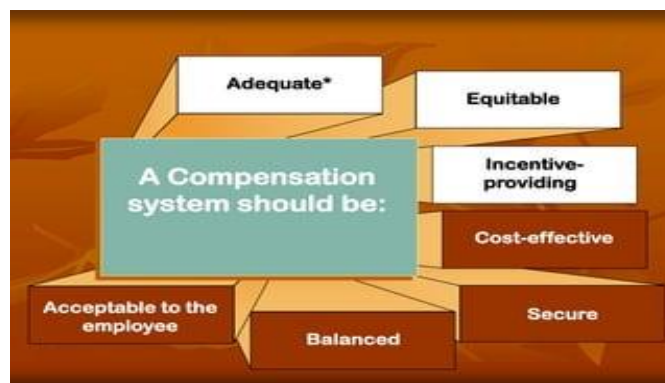 Adequate*
Equitable
A Compensation
system should be:
Incentive-
providing
Cost-effective
Acceptable to the
employee
Secure
Balanced